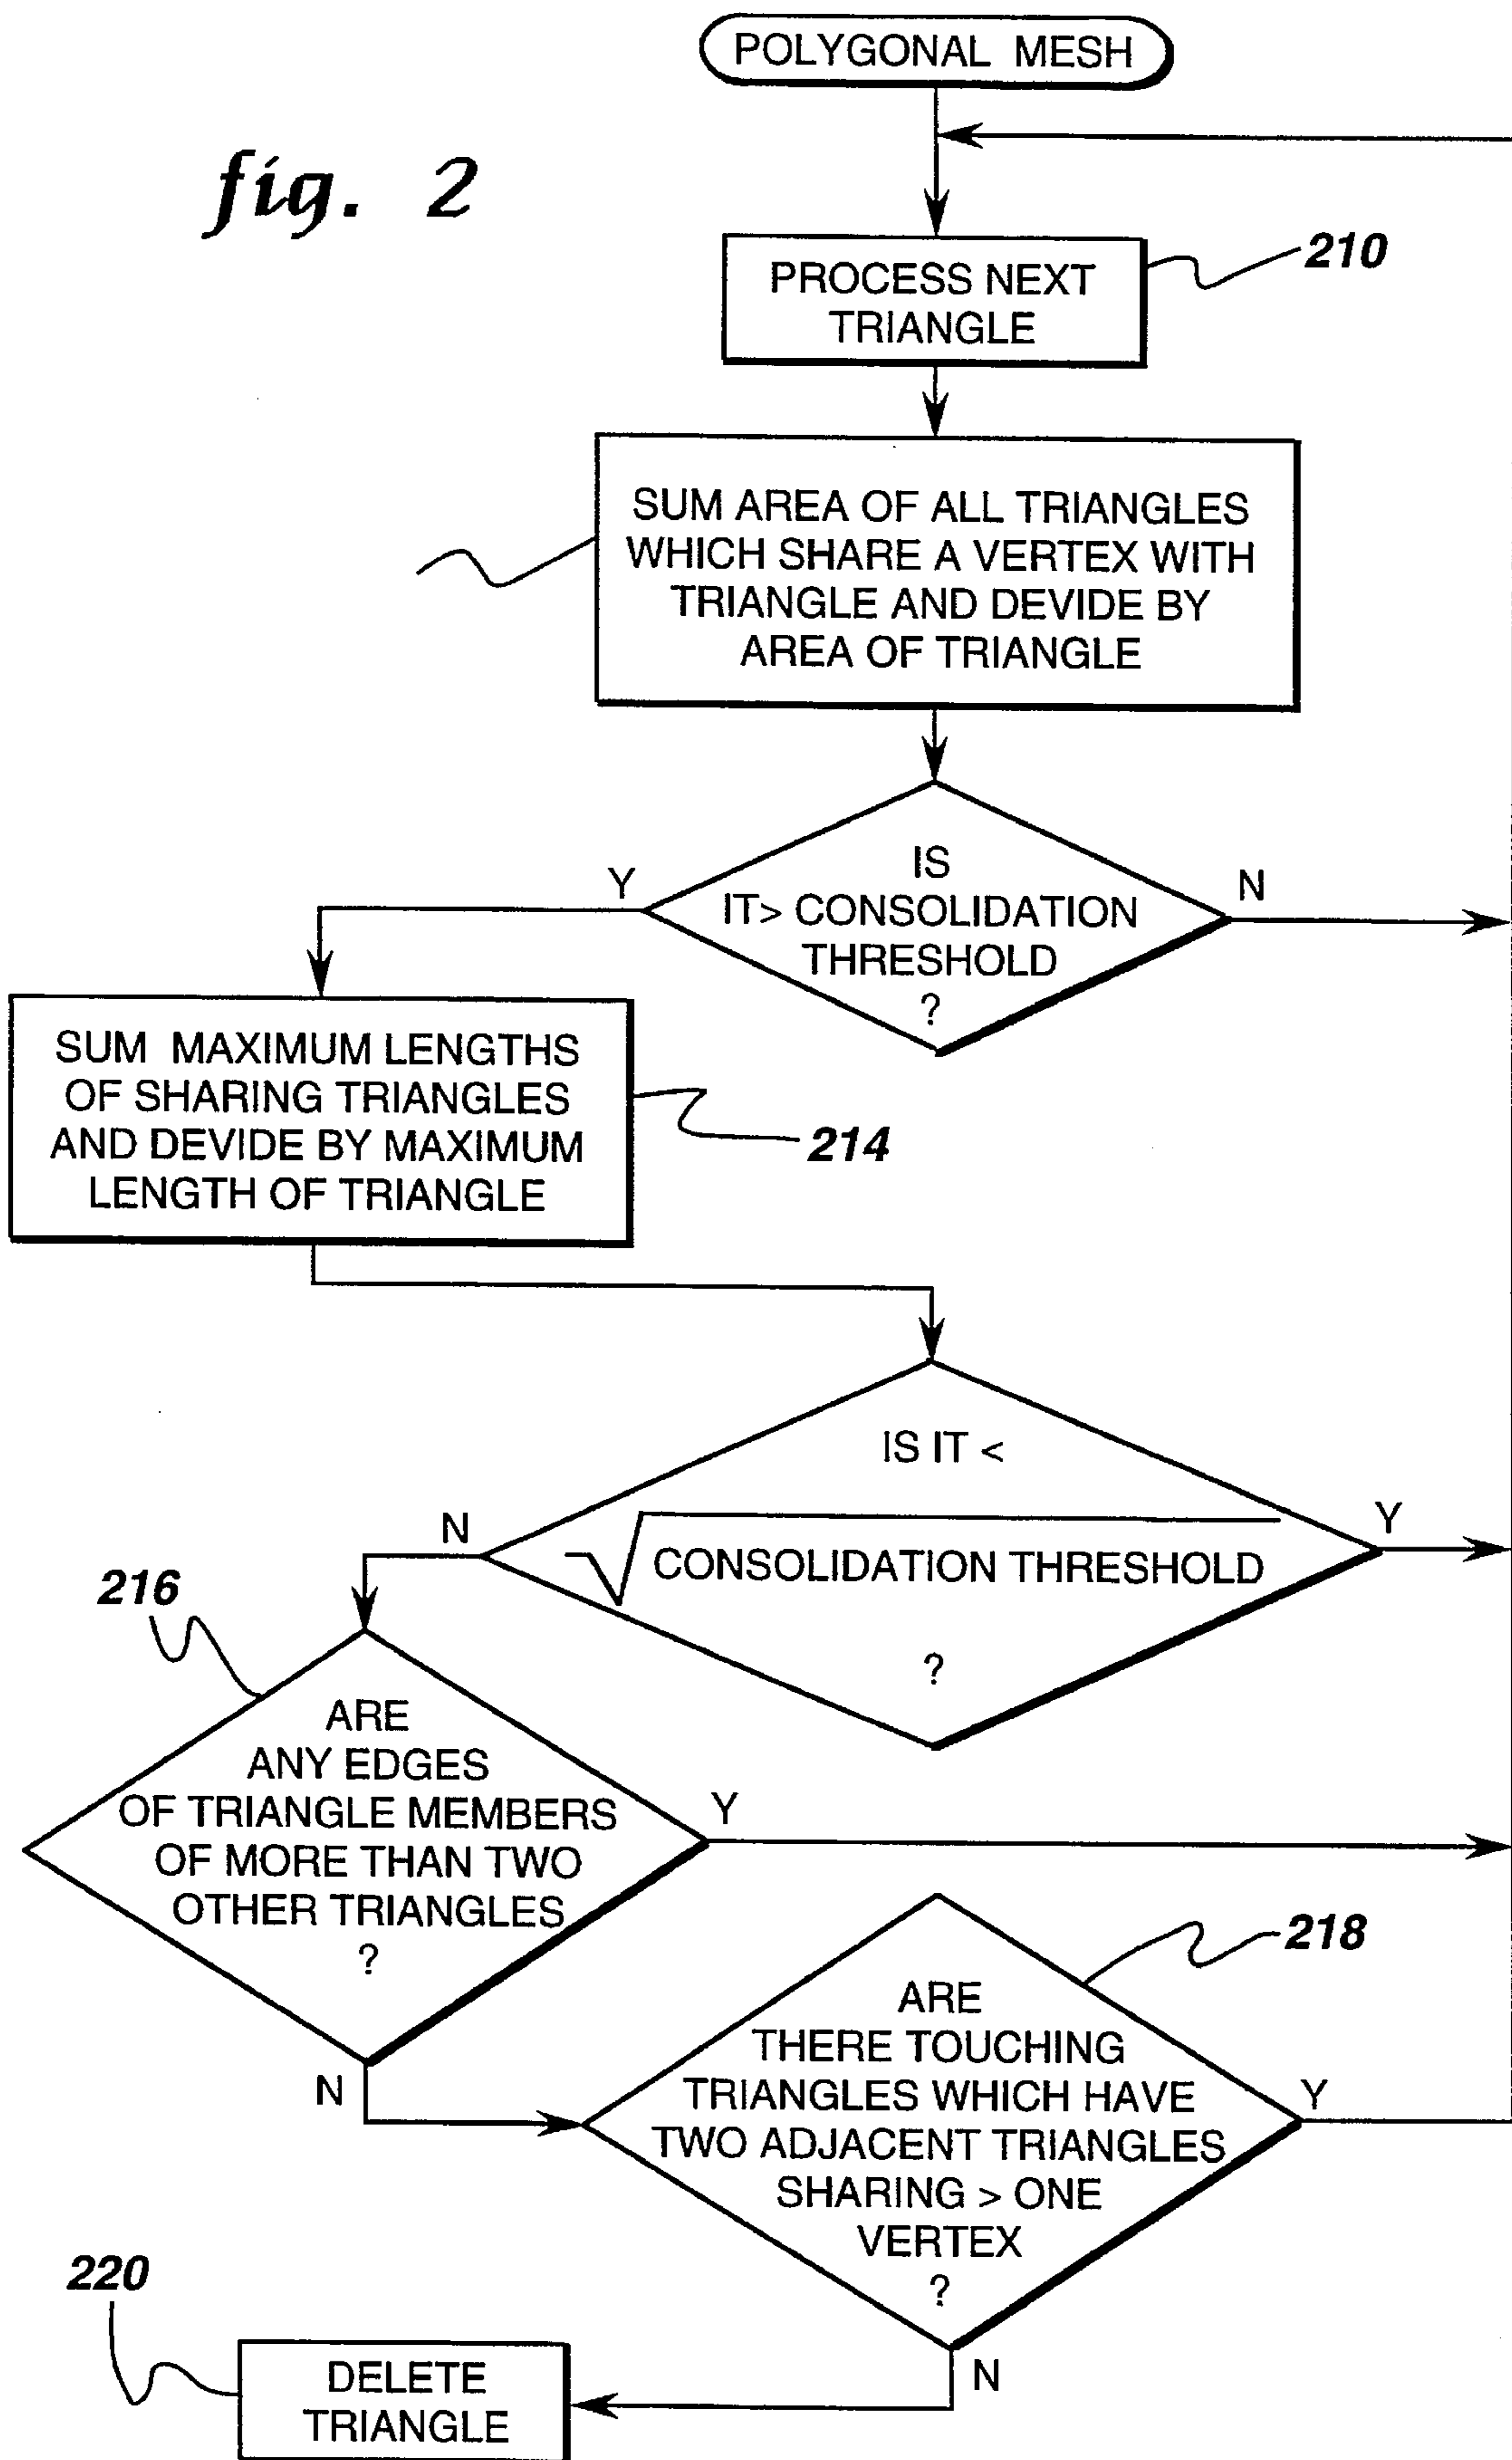 POLYGONAL MESH
fig. 2
PROCESS NEXT
TRIANGLE
210
SUM AREA OF ALL TRIANGLES
WHICH SHARE A VERTEX WITH
TRIANGLE AND DEVIDE BY
AREA OF TRIANGLE
IS
IT> CONSOLIDATION
THRESHOLD
?
Y
N
SUM MAXIMUM LENGTHS
OF SHARING TRIANGLES
AND DEVIDE BY MAXIMUM
LENGTH OF TRIANGLE
214
IS IT <
√CONSOLIDATION THRESHOLD
?
N
Y
216
ARE
ANY EDGES
OF TRIANGLE MEMBERS
OF MORE THAN TWO
OTHER TRIANGLES
?
Y
N
218
ARE
THERE TOUCHING
TRIANGLES WHICH HAVE
TWO ADJACENT TRIANGLES
SHARING > ONE
VERTEX
?
Y
N
220
DELETE
TRIANGLE